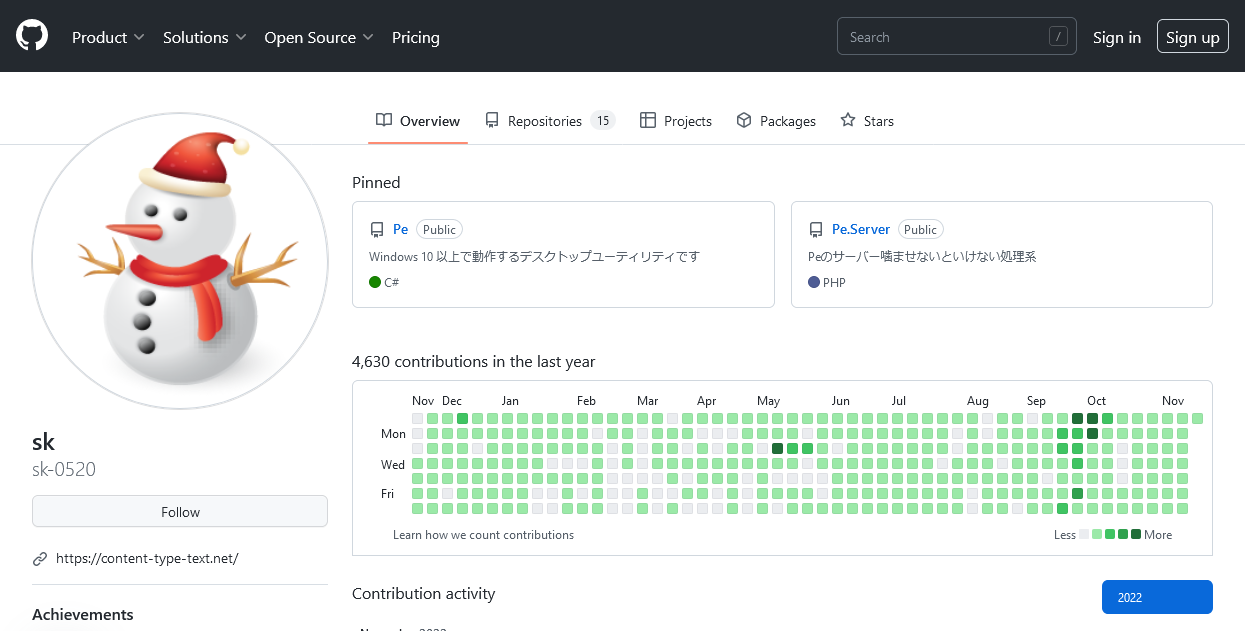 Product Solutions Open Source Pricing Search / Sign in Sign up
Overview Repositories 15 Projects Packages Stars
Pinned
Pe Public
Windows 10 以上で動作するデスクトップユーティリティです
C#
Pe.Server Public
Peのサーバー噛ませないといけない処理系
PHP
4,630 contributions in the last year
Nov Dec Jan Feb Mar Apr May Jun Jul Aug Sep Oct Nov
Mon
Wed
Fri
Learn how we count contributions
Less More
sk
sk-0520
Follow
https://content-type-text.net/
Achievements
Contribution activity
2022